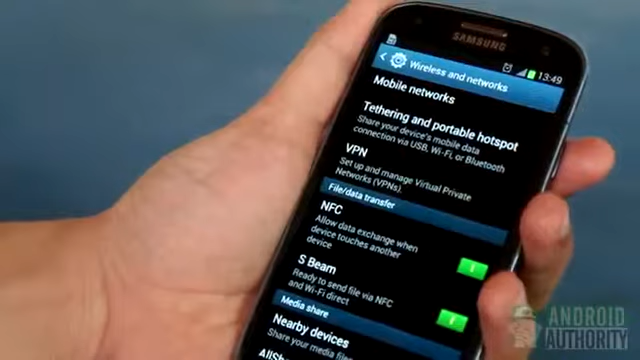 SAMSUNG
13:49
Wireless and networks
Mobile networks
Tethering and portable hotspot
Share your device's mobile data
connection via USB, Wi-Fi, or Bluetooth
VPN
Set up and manage Virtual Private
Networks (VPNs).
File/data transfer
NFC
Allow data exchange when
device touches another
device
S Beam
Ready to send file via NFC
and Wi-Fi direct
Media share
Nearby devices
Share your media files
ANDROID
AUTHORITY